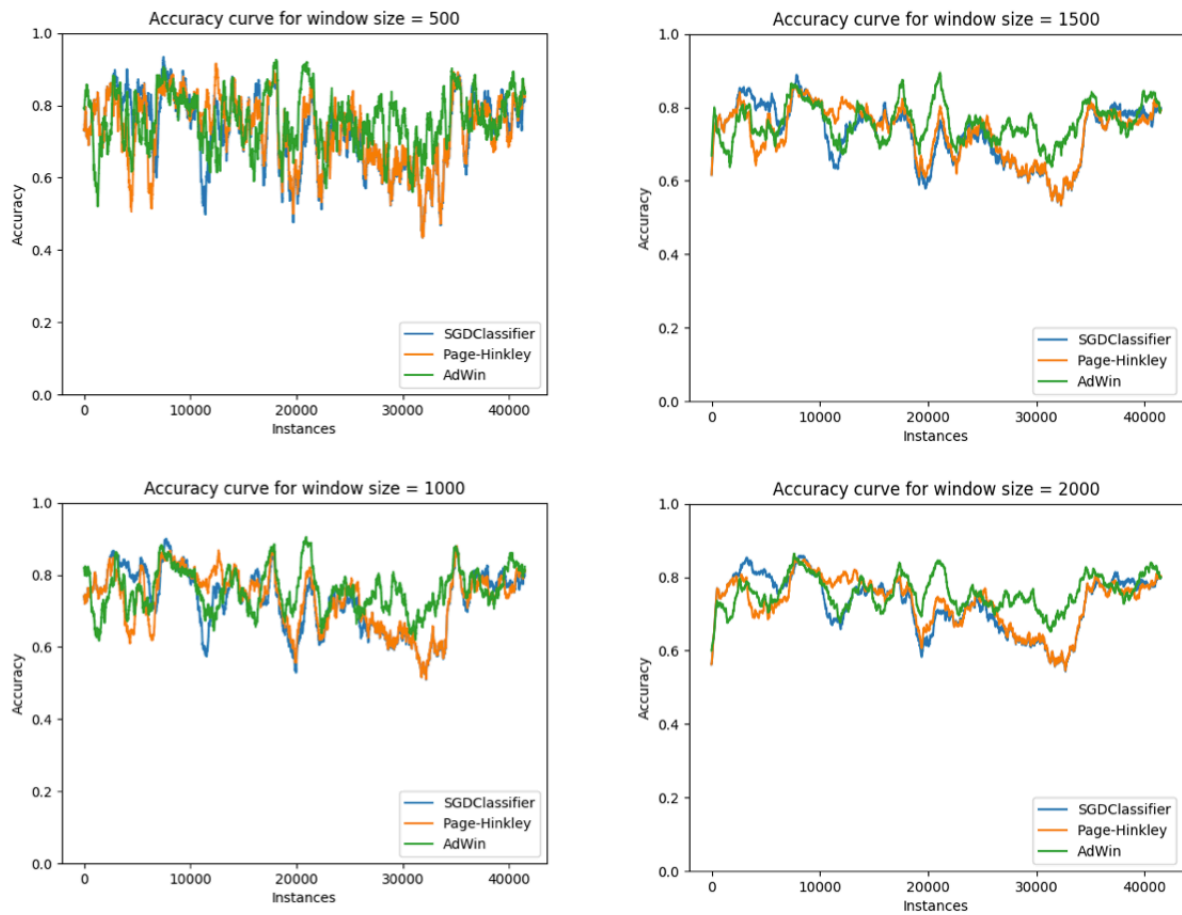 Accuracy curve for window size = 500
1.0
0.8
0.6
0.4
0.2
0.0
Accuracy
0
10000
20000
30000
40000
Instances
SGDClassifier
Page-Hinkley
AdWin
Accuracy curve for window size = 1500
1.0
0.8
0.6
0.4
0.2
0.0
Accuracy
0
10000
20000
30000
40000
Instances
SGDClassifier
Page-Hinkley
AdWin
Accuracy curve for window size = 1000
1.0
0.8
0.6
0.4
0.2
0.0
Accuracy
0
10000
20000
30000
40000
Instances
SGDClassifier
Page-Hinkley
AdWin
Accuracy curve for window size = 2000
1.0
0.8
0.6
0.4
0.2
0.0
Accuracy
0
10000
20000
30000
40000
Instances
SGDClassifier
Page-Hinkley
AdWin